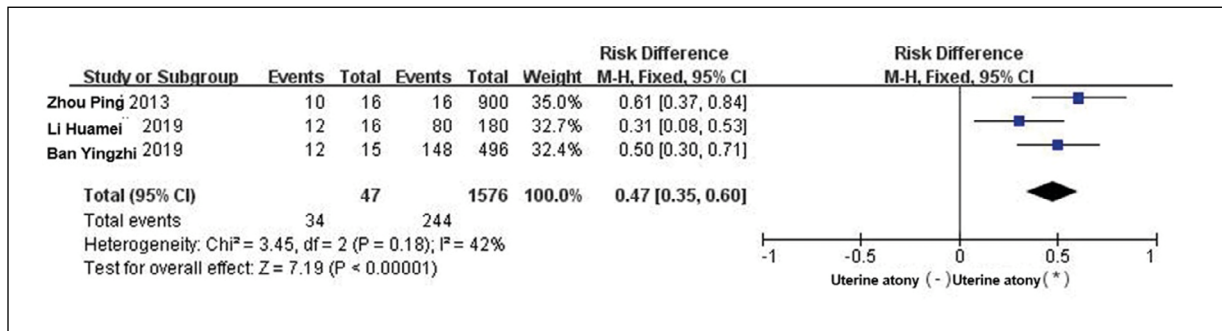 Risk Difference Risk Difference
Study or Subgroup Events Total Events Total Weight M-H, Fixed, 95% CI M-H, Fixed, 95% CI
Zhou Ping 2013 10 16 16 900 35.0% 0.61 [0.37, 0.84]
Li Huamei 2019 12 16 80 180 32.7% 0.31 [0.08, 0.53]
Ban Yingzhi 2019 12 15 148 496 32.4% 0.50 [0.30, 0.71]
Total (95% CI) 47 1576 100.0% 0.47 [0.35, 0.60]
Total events 34 244
Heterogeneity: Chi² = 3.45, df = 2 (P = 0.18); I² = 42%
Test for overall effect: Z = 7.19 (P < 0.00001)
-1 -0.5 0 0.5 1
Uterine atony (-) Uterine atony (*)